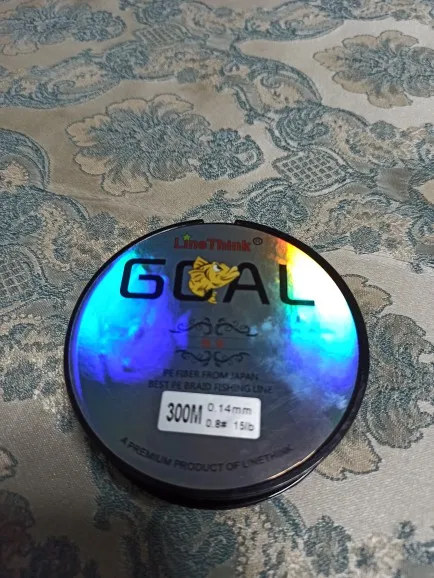 LineThink®
GOAL
PE FIBER FROM JAPAN
BEST PE BRAID FISHING LINE
300M 0.14mm
0.8# 15lb
A PREMIUM PRODUCT OF LINETHINK